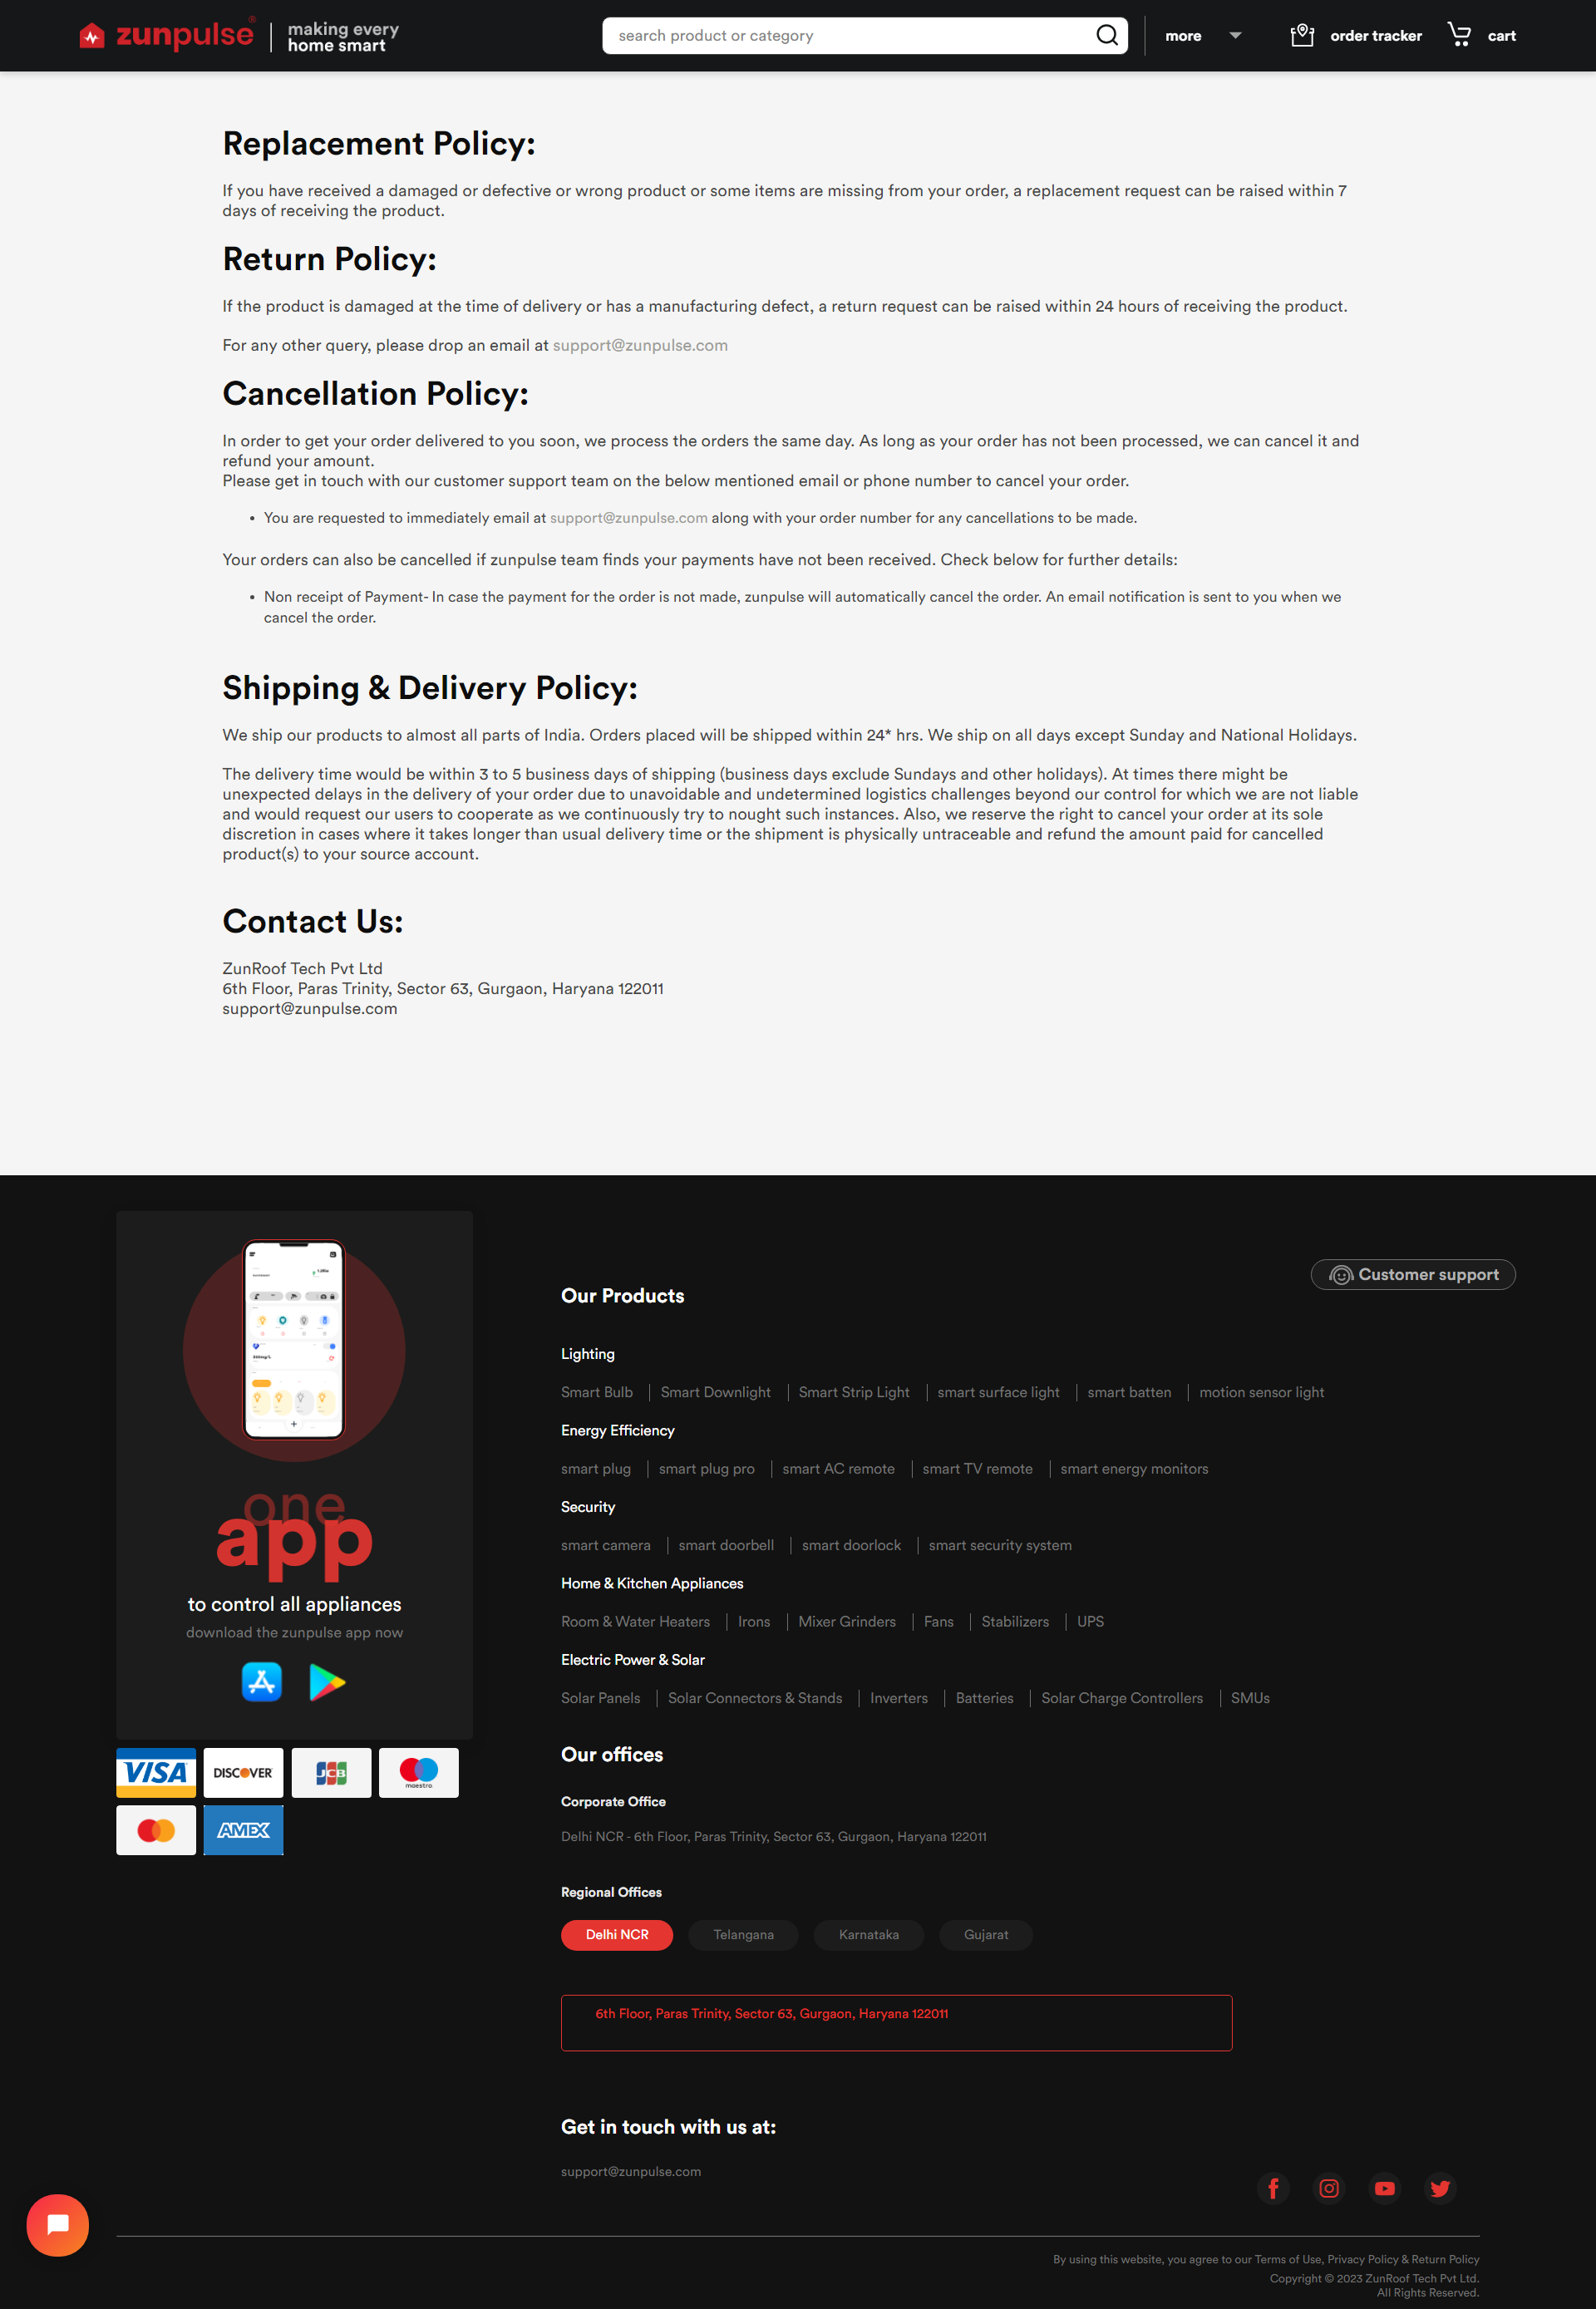 zunpulse®
making every
home smart
search product or category
more
order tracker
cart
Replacement Policy:
If you have received a damaged or defective or wrong product or some items are missing from your order, a replacement request can be raised within 7
days of receiving the product.
Return Policy:
If the product is damaged at the time of delivery or has a manufacturing defect, a return request can be raised within 24 hours of receiving the product.
For any other query, please drop an email at support@zunpulse.com
Cancellation Policy:
In order to get your order delivered to you soon, we process the orders the same day. As long as your order has not been processed, we can cancel it and
refund your amount.
Please get in touch with our customer support team on the below mentioned email or phone number to cancel your order.
• You are requested to immediately email at support@zunpulse.com along with your order number for any cancellations to be made.
Your orders can also be cancelled if zunpulse team finds your payments have not been received. Check below for further details:
• Non receipt of Payment- In case the payment for the order is not made, zunpulse will automatically cancel the order. An email notification is sent to you when we
cancel the order.
Shipping & Delivery Policy:
We ship our products to almost all parts of India. Orders placed will be shipped within 24* hrs. We ship on all days except Sunday and National Holidays.
The delivery time would be within 3 to 5 business days of shipping (business days exclude Sundays and other holidays). At times there might be
unexpected delays in the delivery of your order due to unavoidable and undetermined logistics challenges beyond our control for which we are not liable
and would request our users to cooperate as we continuously try to nought such instances. Also, we reserve the right to cancel your order at its sole
discretion in cases where it takes longer than usual delivery time or the shipment is physically untraceable and refund the amount paid for cancelled
product(s) to your source account.
Contact Us:
ZunRoof Tech Pvt Ltd
6th Floor, Paras Trinity, Sector 63, Gurgaon, Haryana 122011
support@zunpulse.com
one
app
to control all appliances
download the zunpulse app now
VISA
DISCOVER
JCB
maestro
AMEX
Customer support
Our Products
Lighting
Smart Bulb | Smart Downlight | Smart Strip Light | smart surface light | smart batten | motion sensor light
Energy Efficiency
smart plug | smart plug pro | smart AC remote | smart TV remote | smart energy monitors
Security
smart camera | smart doorbell | smart doorlock | smart security system
Home & Kitchen Appliances
Room & Water Heaters | Irons | Mixer Grinders | Fans | Stabilizers | UPS
Electric Power & Solar
Solar Panels | Solar Connectors & Stands | Inverters | Batteries | Solar Charge Controllers | SMUs
Our offices
Corporate Office
Delhi NCR - 6th Floor, Paras Trinity, Sector 63, Gurgaon, Haryana 122011
Regional Offices
Delhi NCR
Telangana
Karnataka
Gujarat
6th Floor, Paras Trinity, Sector 63, Gurgaon, Haryana 122011
Get in touch with us at:
support@zunpulse.com
By using this website, you agree to our Terms of Use, Privacy Policy & Return Policy
Copyright © 2023 ZunRoof Tech Pvt Ltd.
All Rights Reserved.